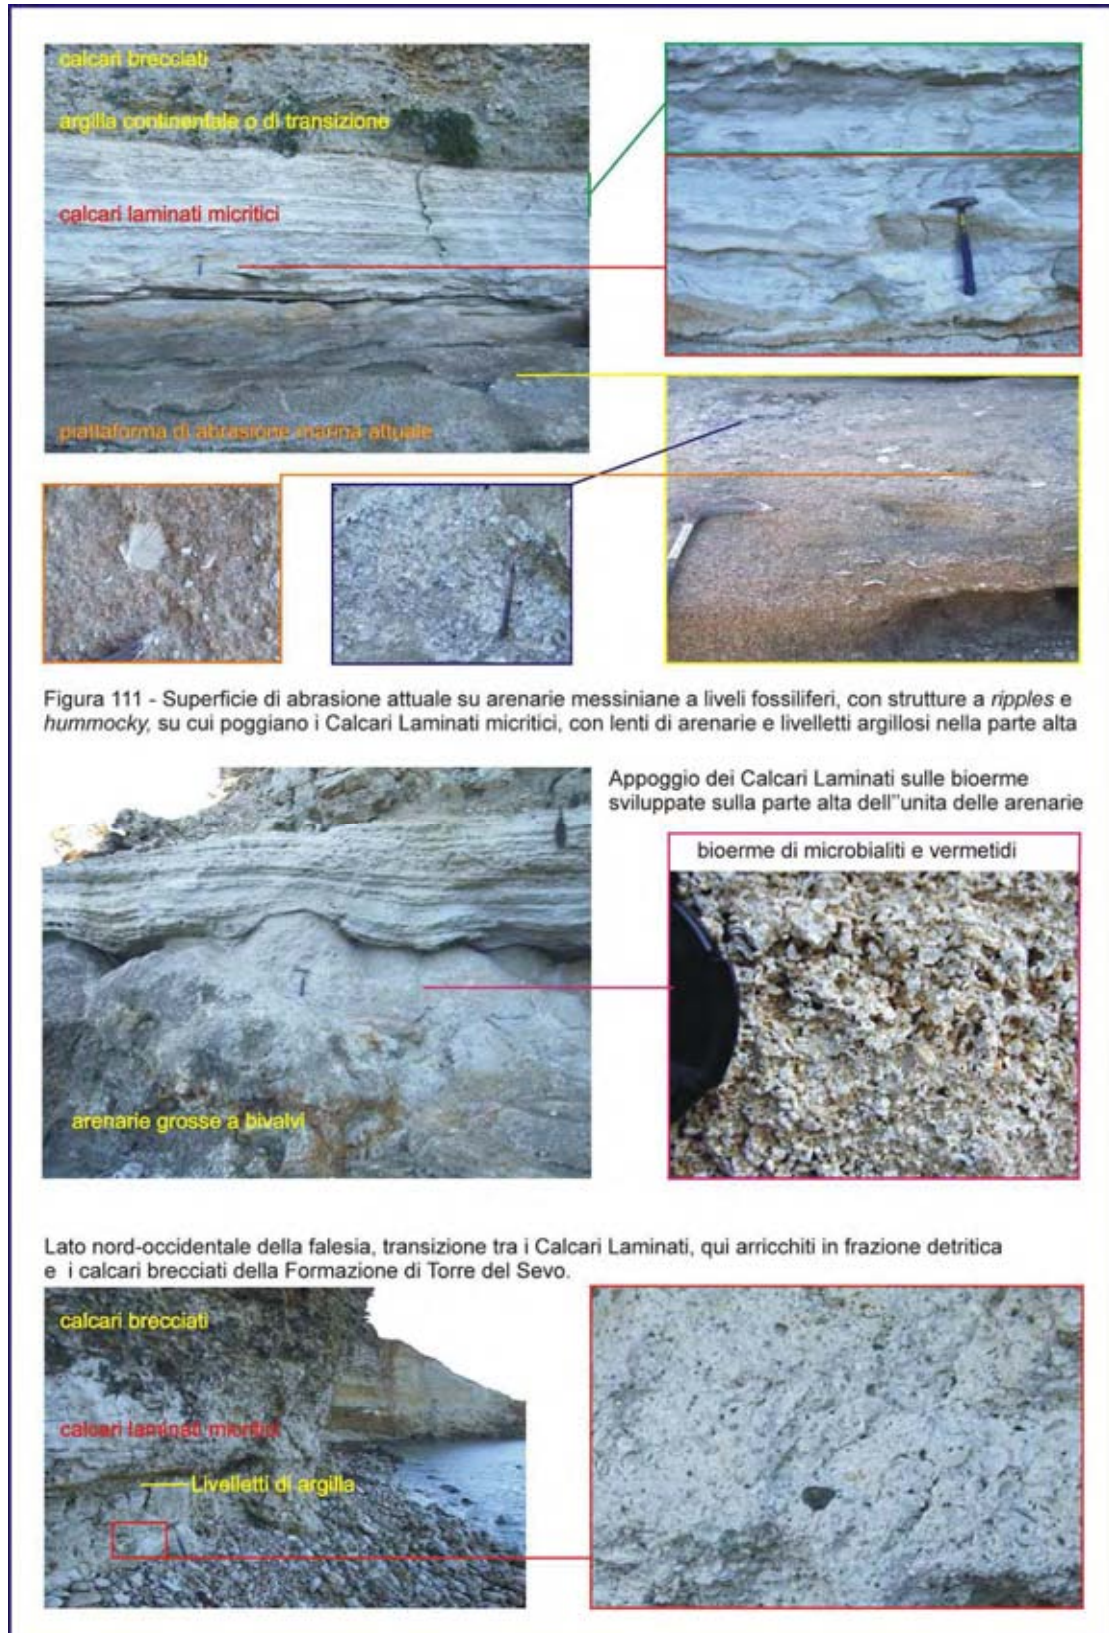 calcari brecciati
argilla continentale o di transizione
calcari laminati micritici
piattaforma di abrasione marina attuale
Figura 111 - Superficie di abrasione attuale su arenarie messiniane a liveli fossiliferi, con strutture a ripples e
hummocky, su cui poggiano i Calcari Laminati micritici, con lenti di arenarie e livelletti argillosi nella parte alta
Appoggio dei Calcari Laminati sulle bioerme
sviluppate sulla parte alta dell''unita delle arenarie
bioerme di microbialiti e vermetidi
arenarie grosse a bivalvi
Lato nord-occidentale della falesia, transizione tra i Calcari Laminati, qui arricchiti in frazione detritica
e i calcari brecciati della Formazione di Torre del Sevo.
calcari brecciati
calcari laminati micritici
Livelletti di argilla